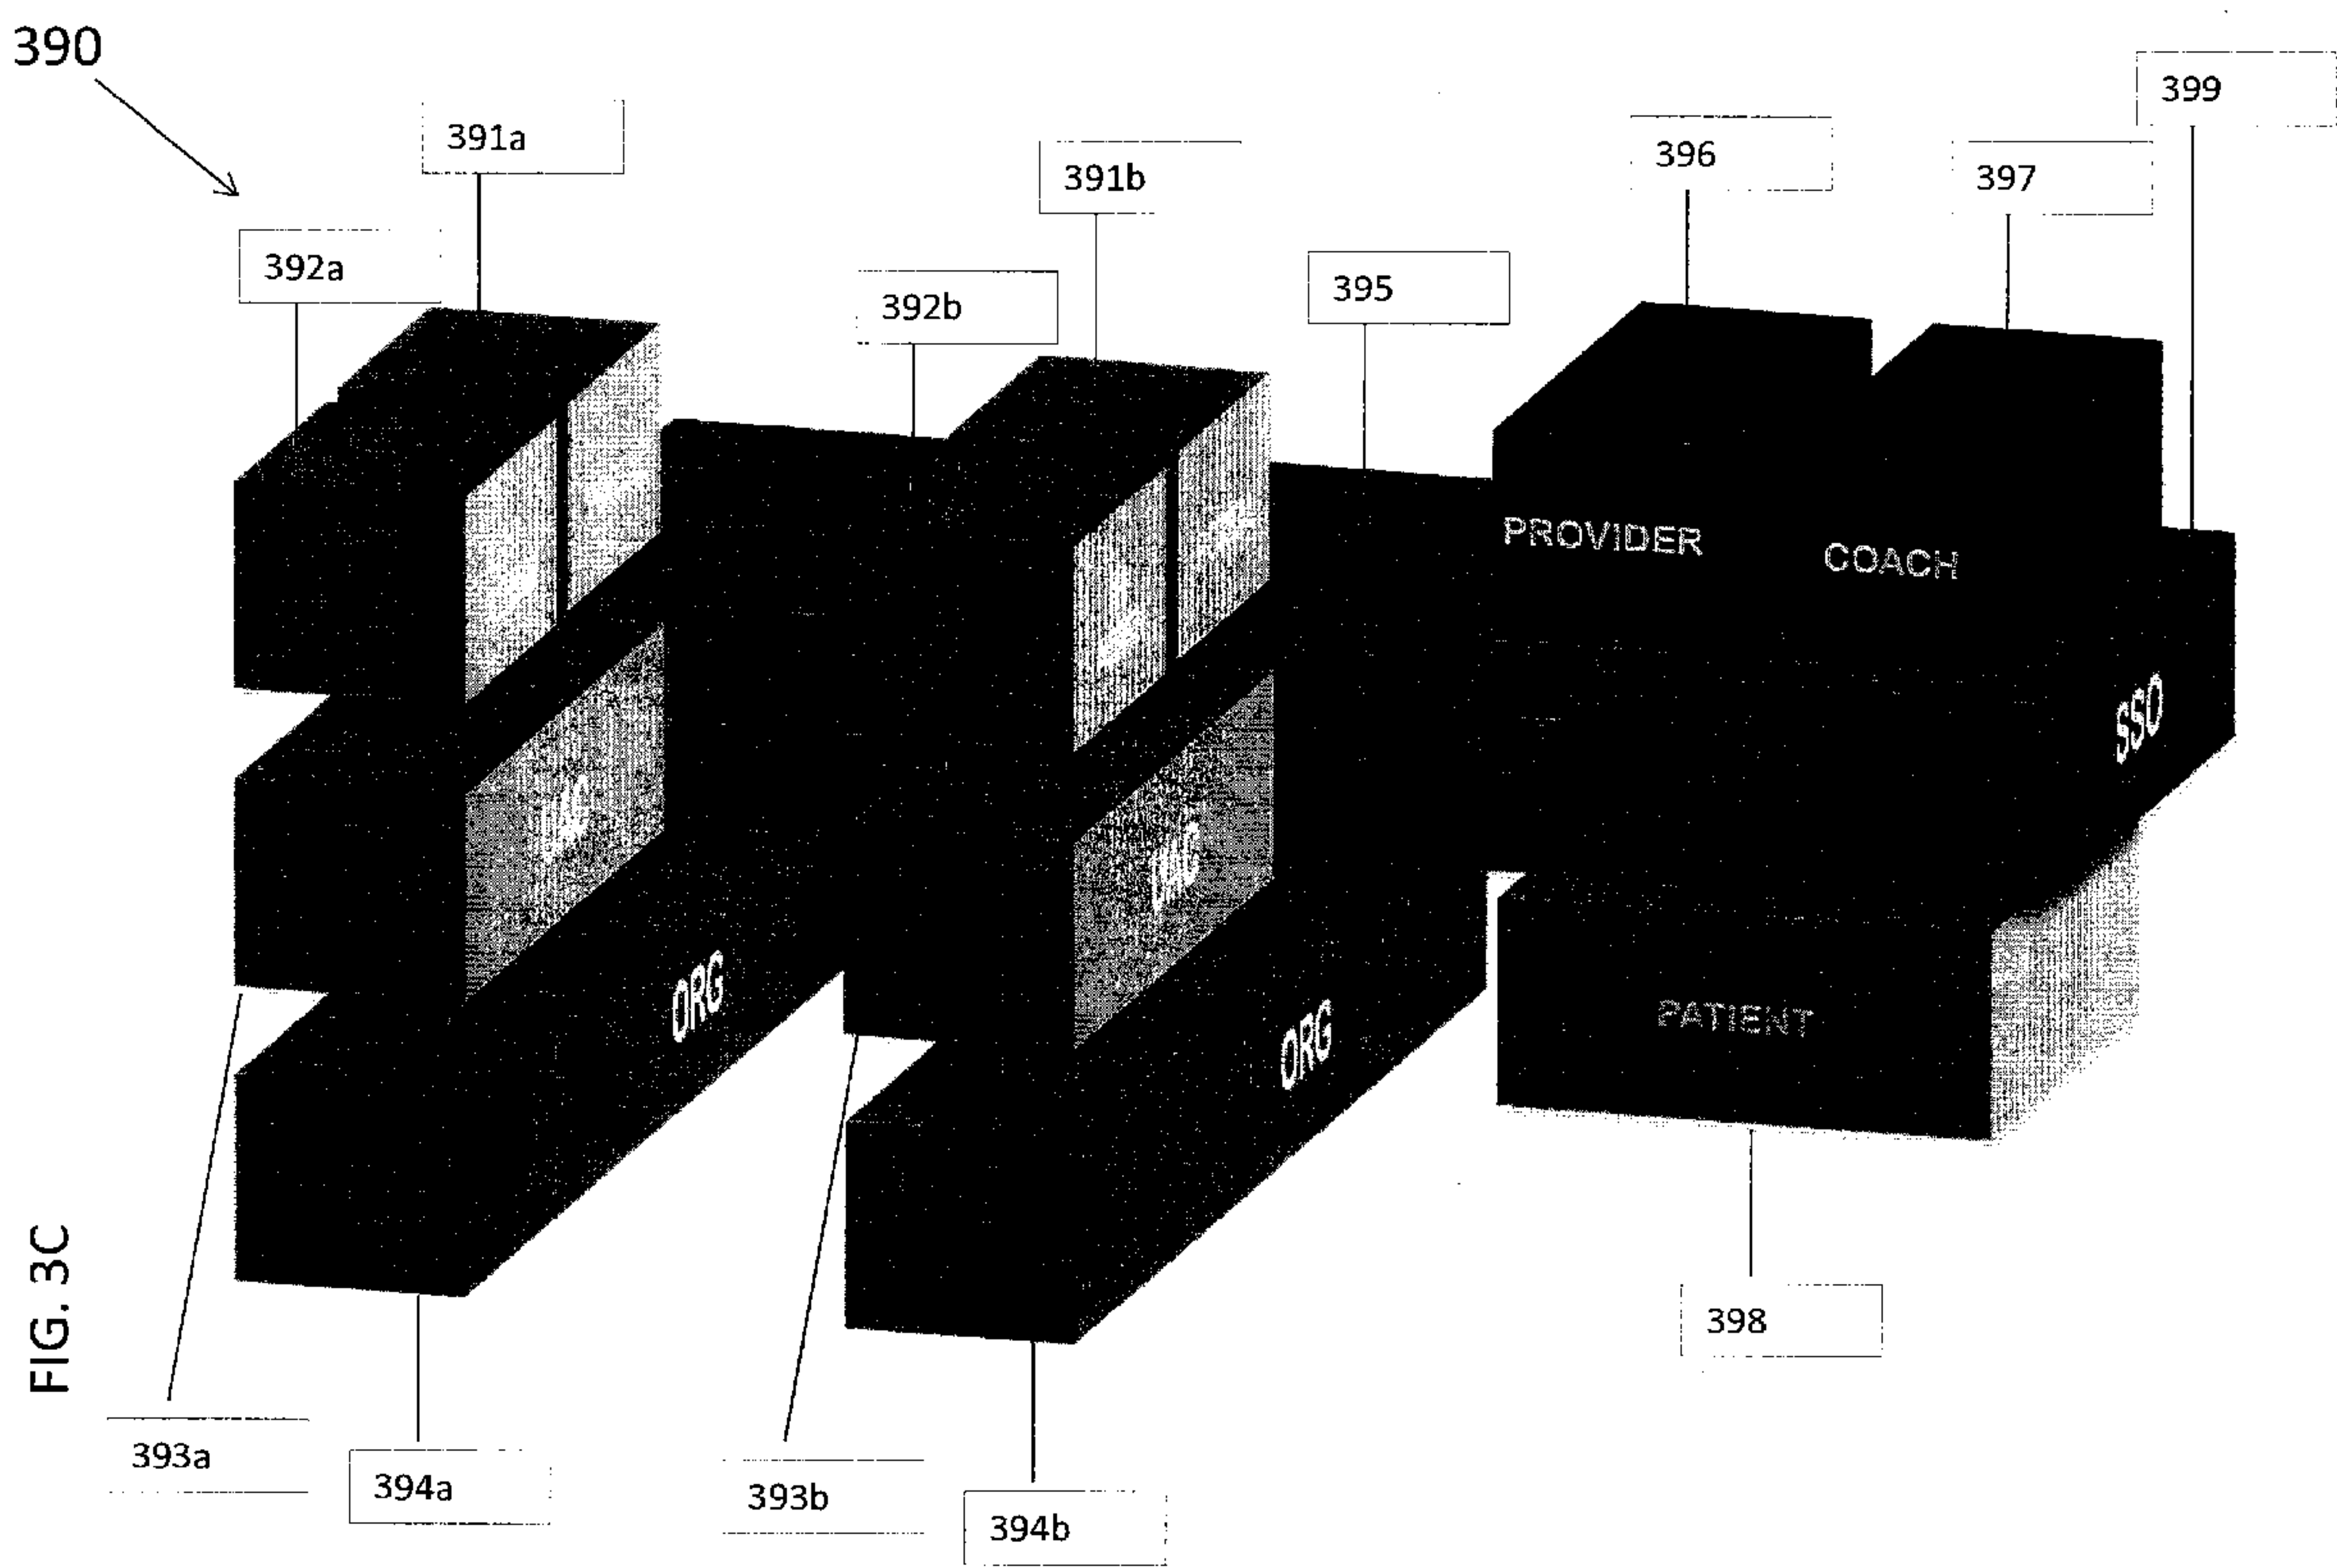 390
399
391a
396
391b
397
392a
395
392b
PROVIDER
COACH
SSO
ORG
ORG
PATIENT
398
FIG. 3C
393a
394a
393b
394b